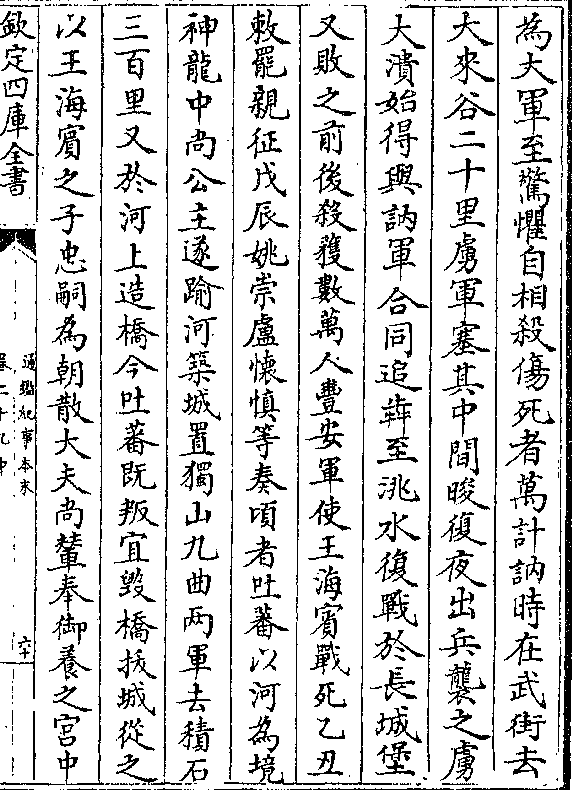 為大軍至驚懼自相殺傷死者萬計訥時在武街去
大來谷二十里虜軍塞其中間晙復夜出兵襲之虜
大潰始得與訥軍合同追犇至洮水復戰於長城堡
又敗之前後殺獲數萬人豐安軍使王海賓戰死乙丑
敕罷親征戊辰姚崇盧懷慎等奏頃者吐蕃以河為境
神龍中尚公主遂踰河築城置獨山九曲两軍去積石
三百里又於河上造橋今吐蕃既叛宜毀橋拔城從之
以王海賓之子忠嗣為朝散大夫尚輦奉御養之宮中
欽定四庫全書
通鑑紀事本末
卷二十九中
六十